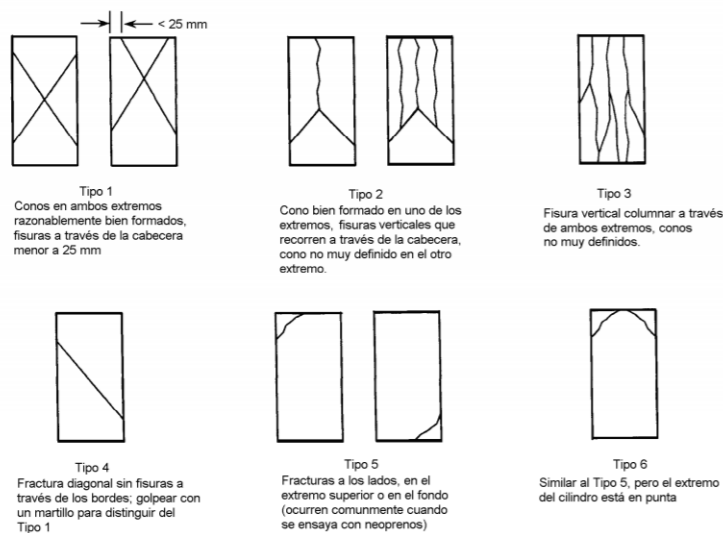 < 25 mm
Tipo 1
Conos en ambos extremos
razonablemente bien formados,
fisuras a través de la cabecera
menor a 25 mm
Tipo 2
Cono bien formado en uno de los
extremos, fisuras verticales que
recorren a través de la cabecera,
cono no muy definido en el otro
extremo.
Tipo 3
Fisura vertical columnar a través
de ambos extremos, conos
no muy definidos.
Tipo 4
Fractura diagonal sin fisuras a
través de los bordes; golpear con
un martillo para distinguir del
Tipo 1
Tipo 5
Fracturas a los lados, en el
extremo superior o en el fondo
(ocurren comunmente cuando
se ensaya con neoprenos)
Tipo 6
Similar al Tipo 5, pero el extremo
del cilindro está en punta